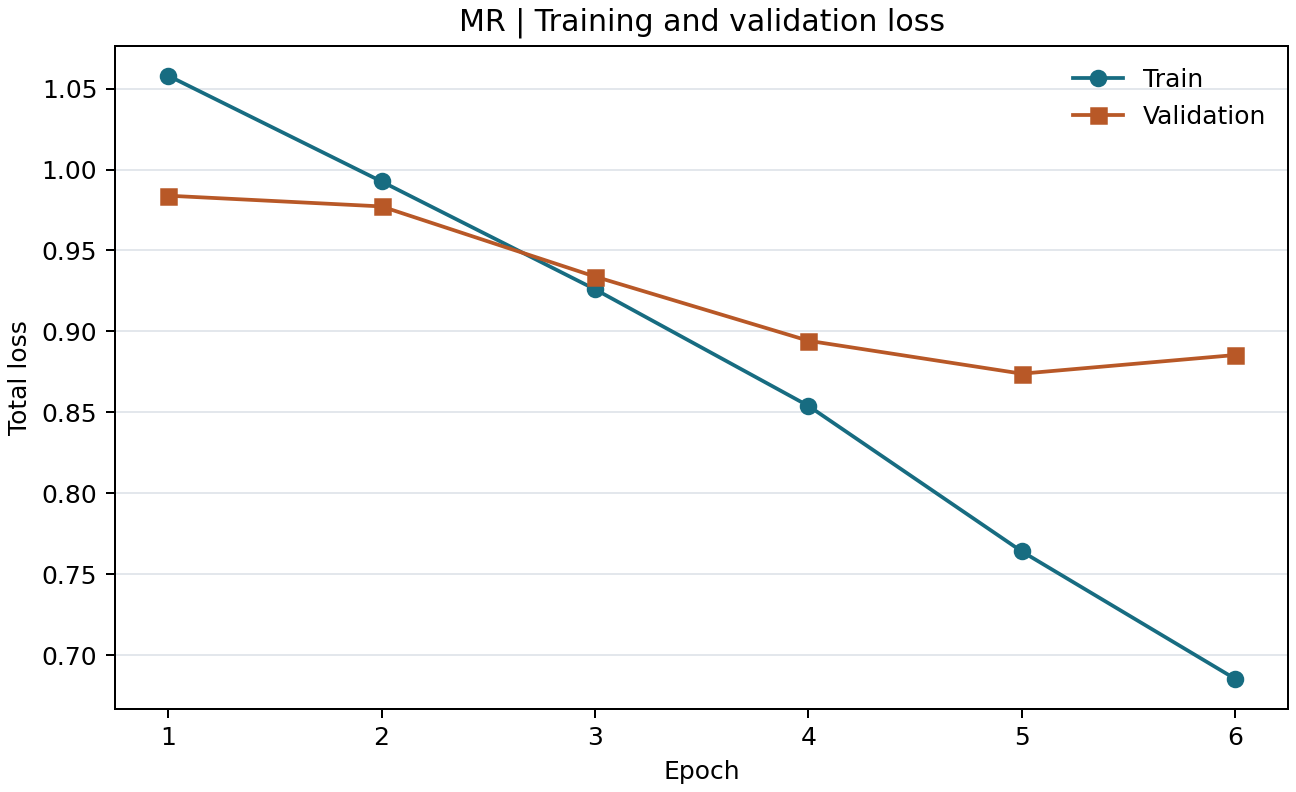 MR | Training and validation loss
Train
Validation
Total loss
1.05
1.00
0.95
0.90
0.85
0.80
0.75
0.70
1 2 3 4 5 6
Epoch